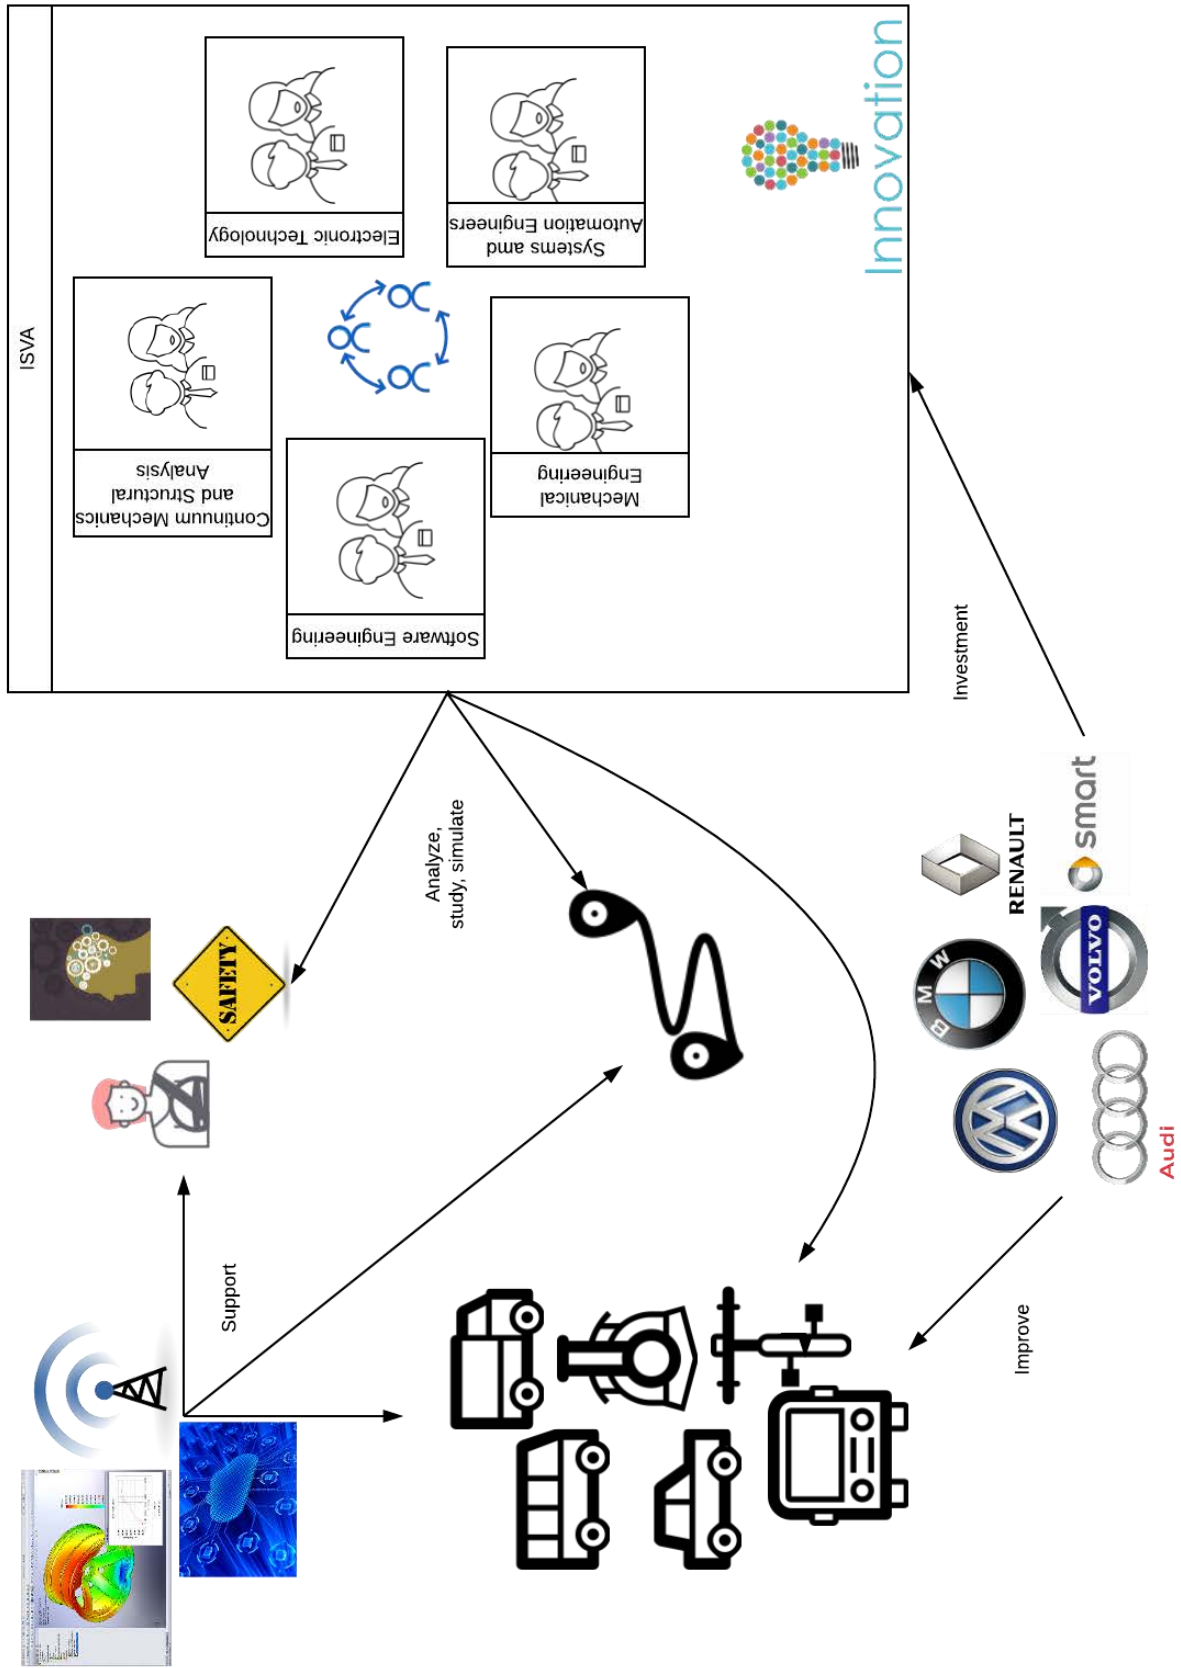 ISVA
Electronic Technology
Systems amd
Automation Engineers
Continuum Mechanics
and Structural
Analysis
Mechanical
Engineering
Software Engineering
Innovation
Investment
Analyze,
study, simulate
SAFETY
Support
RENAULT
smart
BMW
VOLVO
Audi
Improve